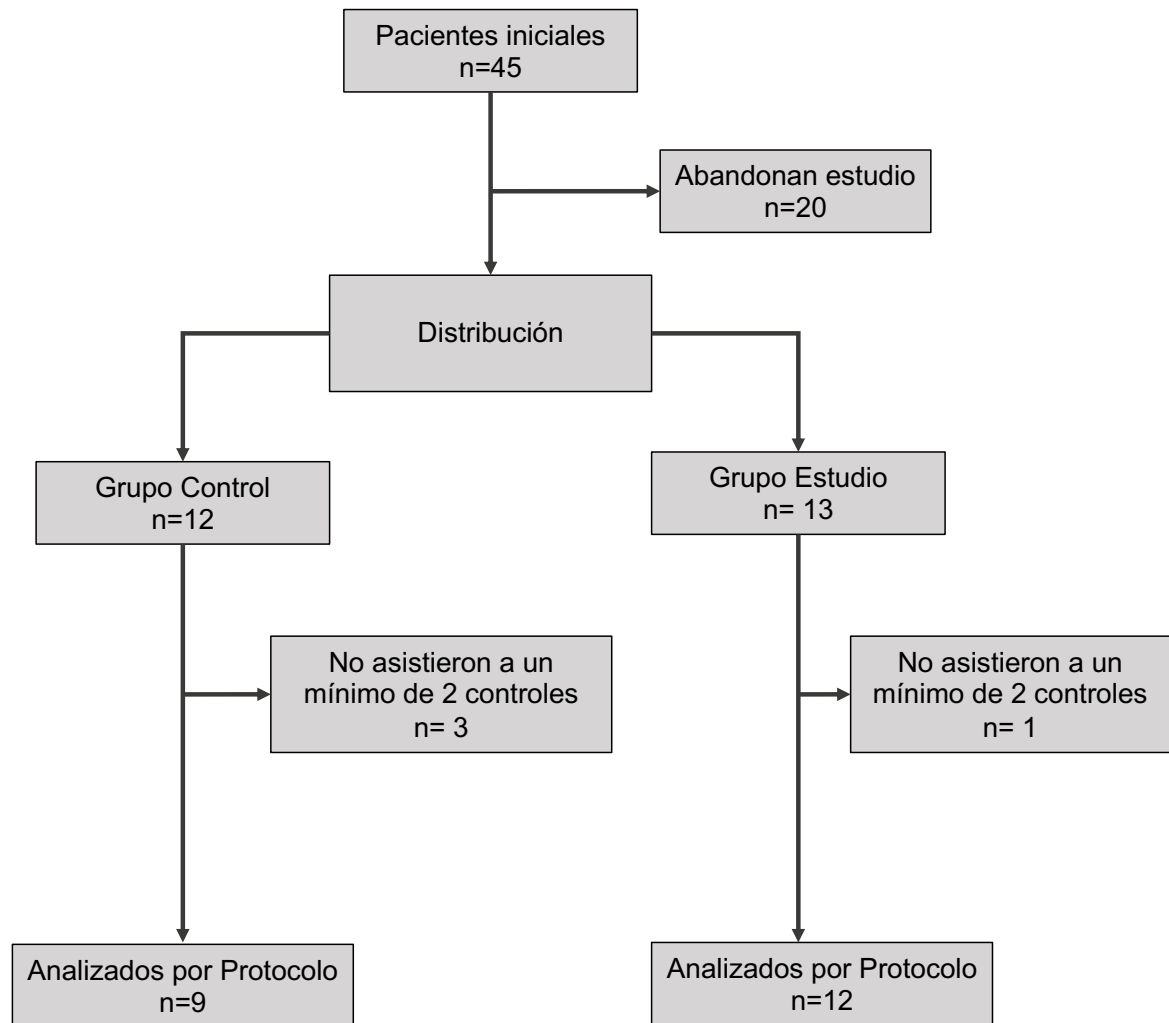 Pacientes iniciales
n=45
Abandonan estudio
n=20
Distribución
Grupo Control
n=12
Grupo Estudio
n= 13
No asistieron a un
mínimo de 2 controles
n= 3
No asistieron a un
mínimo de 2 controles
n= 1
Analizados por Protocolo
n=9
Analizados por Protocolo
n=12